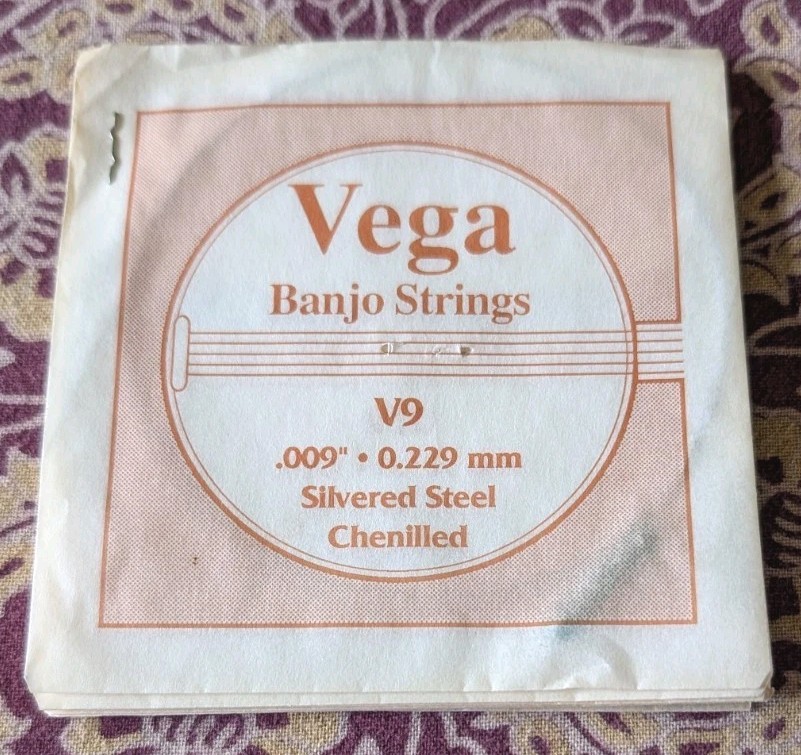 Vega
Banjo Strings
V9
.009" • 0.229 mm
Silvered Steel
Chenilled